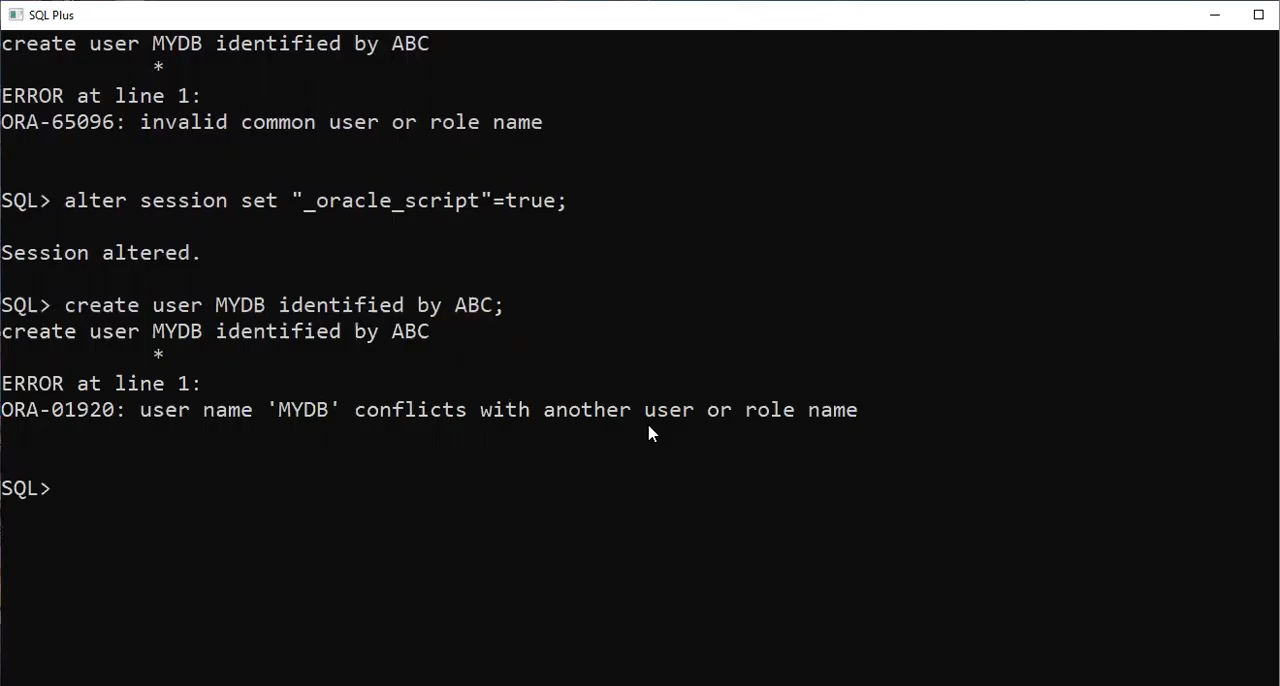 SQL Plus
create user MYDB identified by ABC
*
ERROR at line 1:
ORA-65096: invalid common user or role name
SQL> alter session set "_oracle_script"=true;
Session altered.
SQL> create user MYDB identified by ABC;
create user MYDB identified by ABC
*
ERROR at line 1:
ORA-01920: user name 'MYDB' conflicts with another user or role name
SQL>